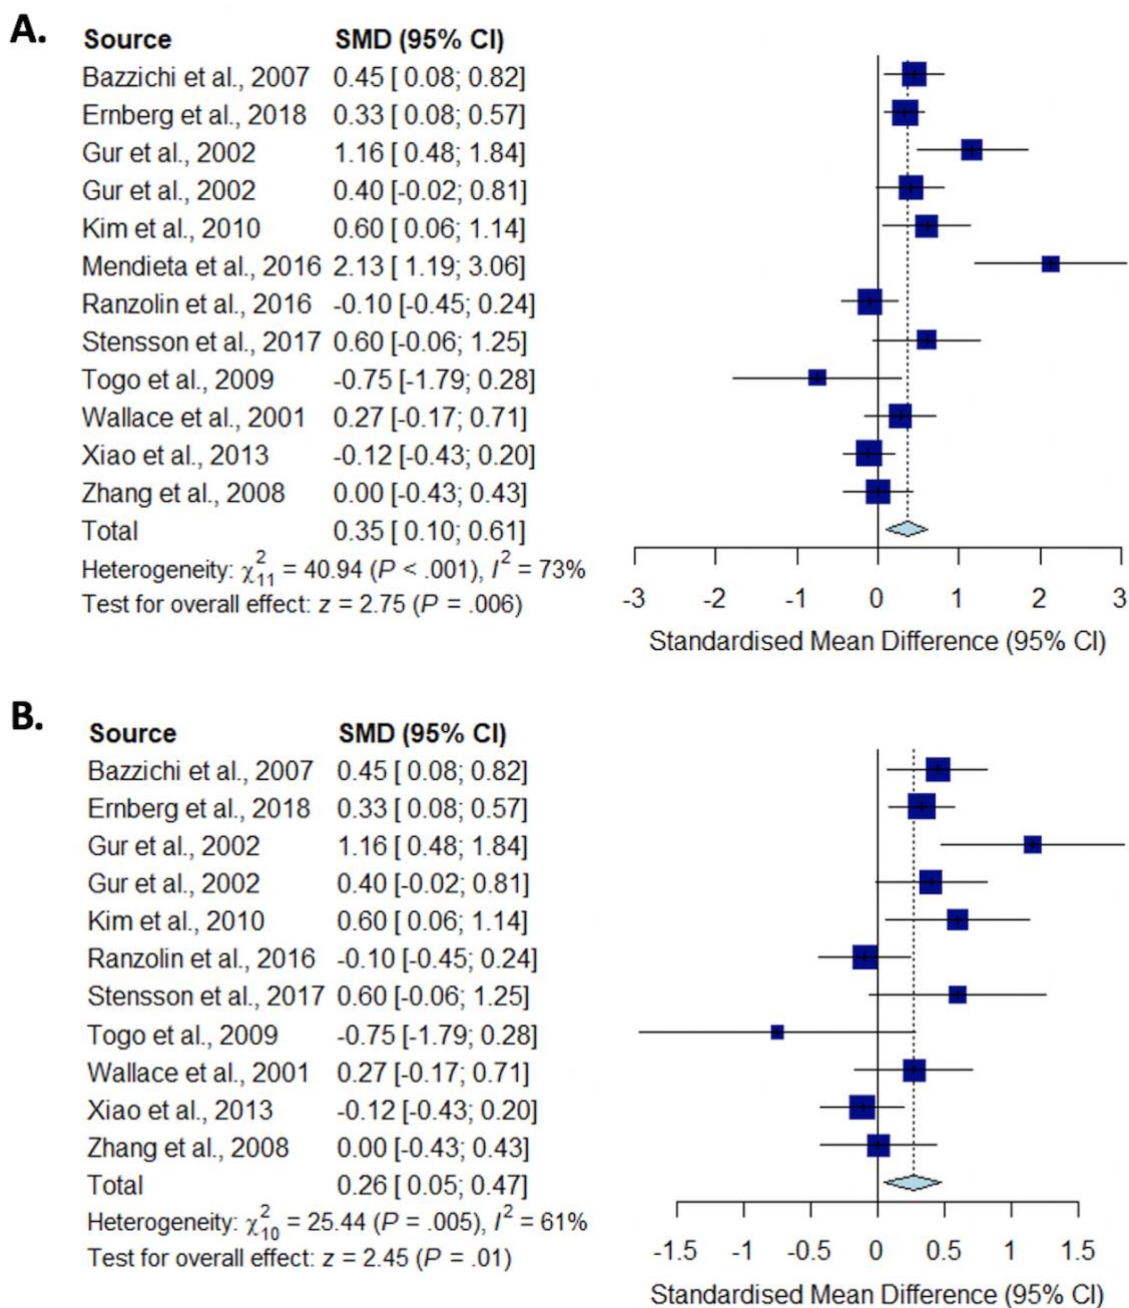 A.
Source SMD (95% CI)
Bazzichi et al., 2007 0.45 [ 0.08; 0.82]
Ernberg et al., 2018 0.33 [ 0.08; 0.57]
Gur et al., 2002 1.16 [ 0.48; 1.84]
Gur et al., 2002 0.40 [-0.02; 0.81]
Kim et al., 2010 0.60 [ 0.06; 1.14]
Mendieta et al., 2016 2.13 [ 1.19; 3.06]
Ranzolin et al., 2016 -0.10 [-0.45; 0.24]
Stensson et al., 2017 0.60 [-0.06; 1.25]
Togo et al., 2009 -0.75 [-1.79; 0.28]
Wallace et al., 2001 0.27 [-0.17; 0.71]
Xiao et al., 2013 -0.12 [-0.43; 0.20]
Zhang et al., 2008 0.00 [-0.43; 0.43]
Total 0.35 [ 0.10; 0.61]
Heterogeneity: χ²₁₁ = 40.94 (P < .001), I² = 73%
Test for overall effect: z = 2.75 (P = .006)
-3 -2 -1 0 1 2 3
Standardised Mean Difference (95% CI)
B.
Source SMD (95% CI)
Bazzichi et al., 2007 0.45 [ 0.08; 0.82]
Ernberg et al., 2018 0.33 [ 0.08; 0.57]
Gur et al., 2002 1.16 [ 0.48; 1.84]
Gur et al., 2002 0.40 [-0.02; 0.81]
Kim et al., 2010 0.60 [ 0.06; 1.14]
Ranzolin et al., 2016 -0.10 [-0.45; 0.24]
Stensson et al., 2017 0.60 [-0.06; 1.25]
Togo et al., 2009 -0.75 [-1.79; 0.28]
Wallace et al., 2001 0.27 [-0.17; 0.71]
Xiao et al., 2013 -0.12 [-0.43; 0.20]
Zhang et al., 2008 0.00 [-0.43; 0.43]
Total 0.26 [ 0.05; 0.47]
Heterogeneity: χ²₁₀ = 25.44 (P = .005), I² = 61%
Test for overall effect: z = 2.45 (P = .01)
-1.5 -1 -0.5 0 0.5 1 1.5
Standardised Mean Difference (95% CI)